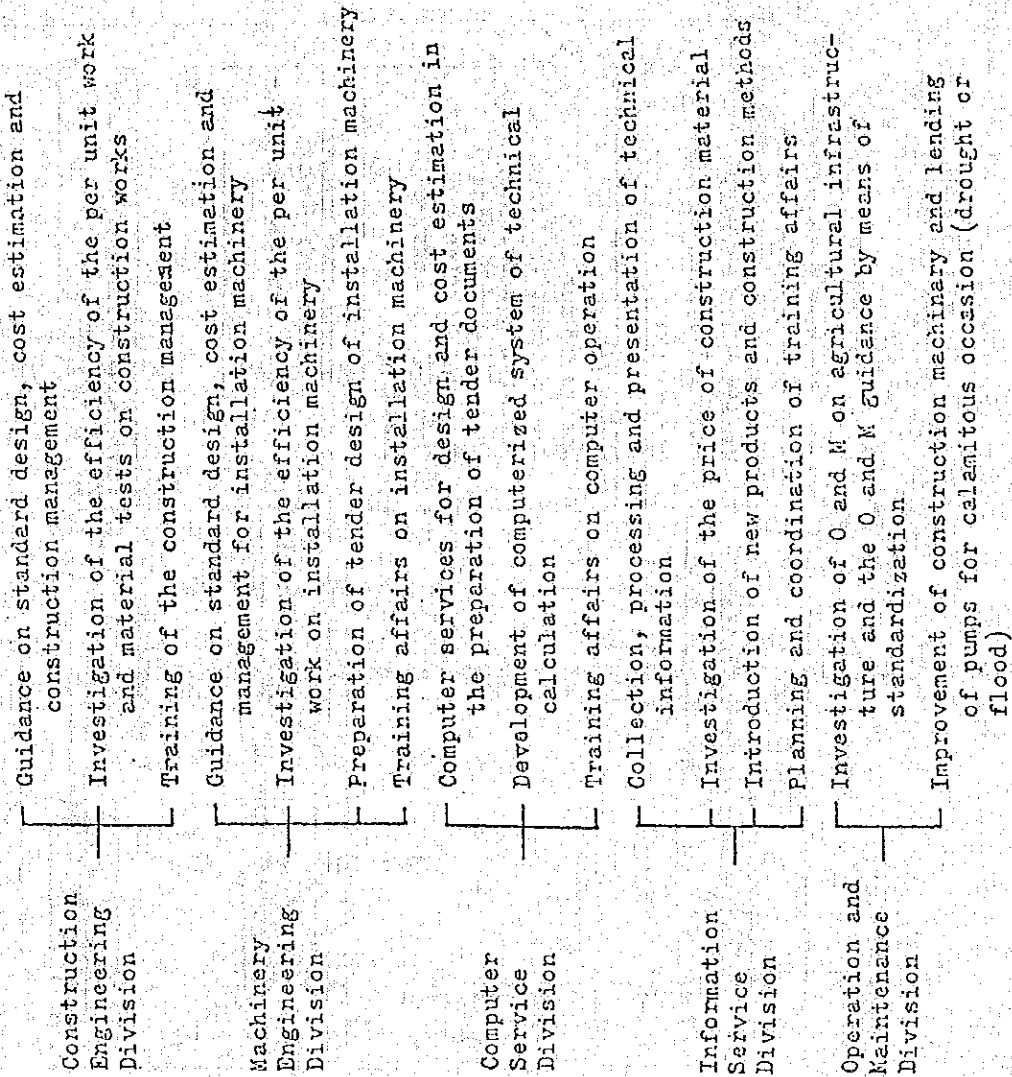 Construction
Engineering
Division
Guidance on standard design, cost estimation and
construction management
Investigation of the efficiency of the per unit work
and material tests on construction works
Training of the construction management
Machinery
Engineering
Division
Guidance on standard design, cost estimation and
management for installation machinery
Investigation of the efficiency of the per unit
work on installation machinery
Preparation of tender design of installation machinery
Training affairs on installation machinery
Computer
Service
Division
Computer services for design and cost estimation in
the preparation of tender documents
Development of computerized system of technical
calculation
Training affairs on computer operation
Information
Service
Division
Collection, processing and presentation of technical
information
Investigation of the price of construction material
Introduction of new products and construction methods
Planning and coordination of training affairs
Operation and
Maintenance
Division
Investigation of O and M on agricultural infrastruc-
ture and the O and M guidance by means of
standardization
Improvement of construction machinary and lending
of pumps for calamitous occasion (drought or
flood)